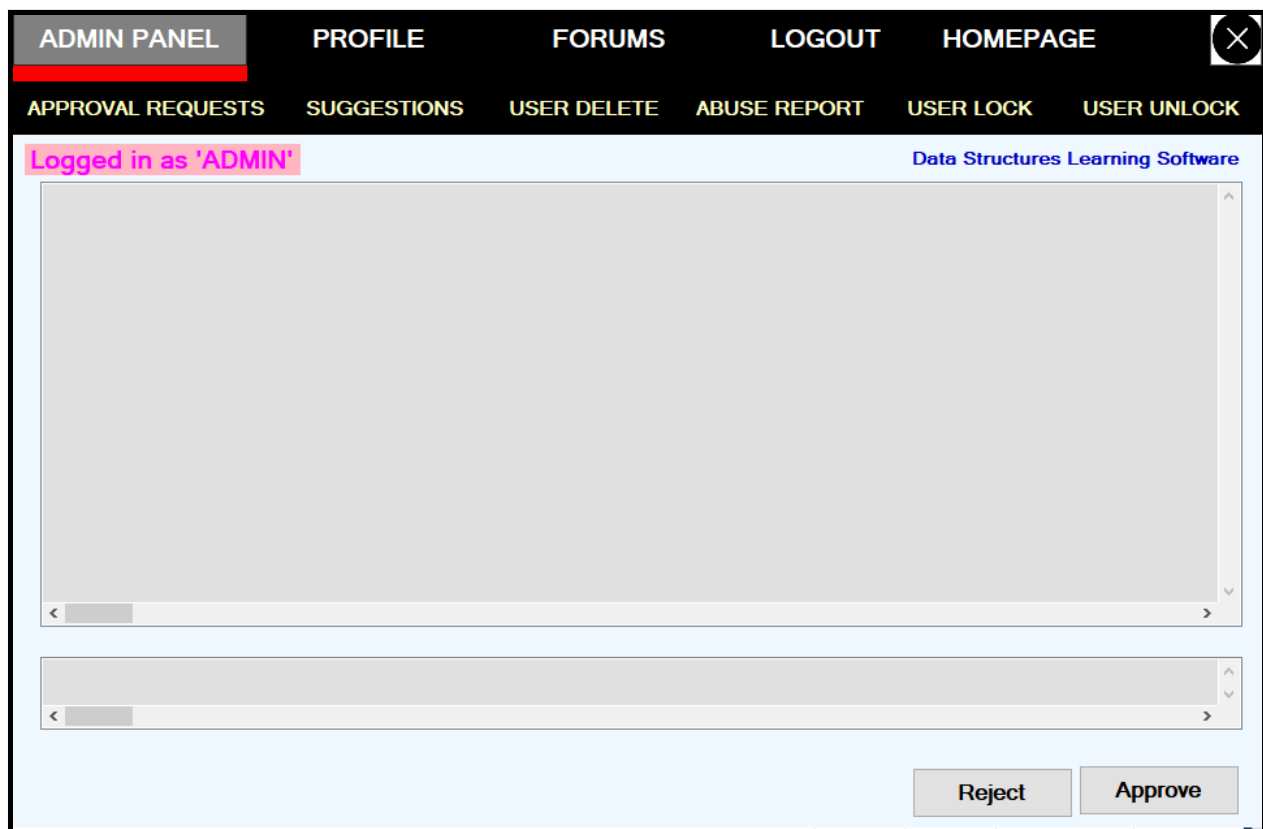 ADMIN PANEL PROFILE FORUMS LOGOUT HOMEPAGE
APPROVAL REQUESTS SUGGESTIONS USER DELETE ABUSE REPORT USER LOCK USER UNLOCK
Logged in as 'ADMIN' Data Structures Learning Software
Reject Approve